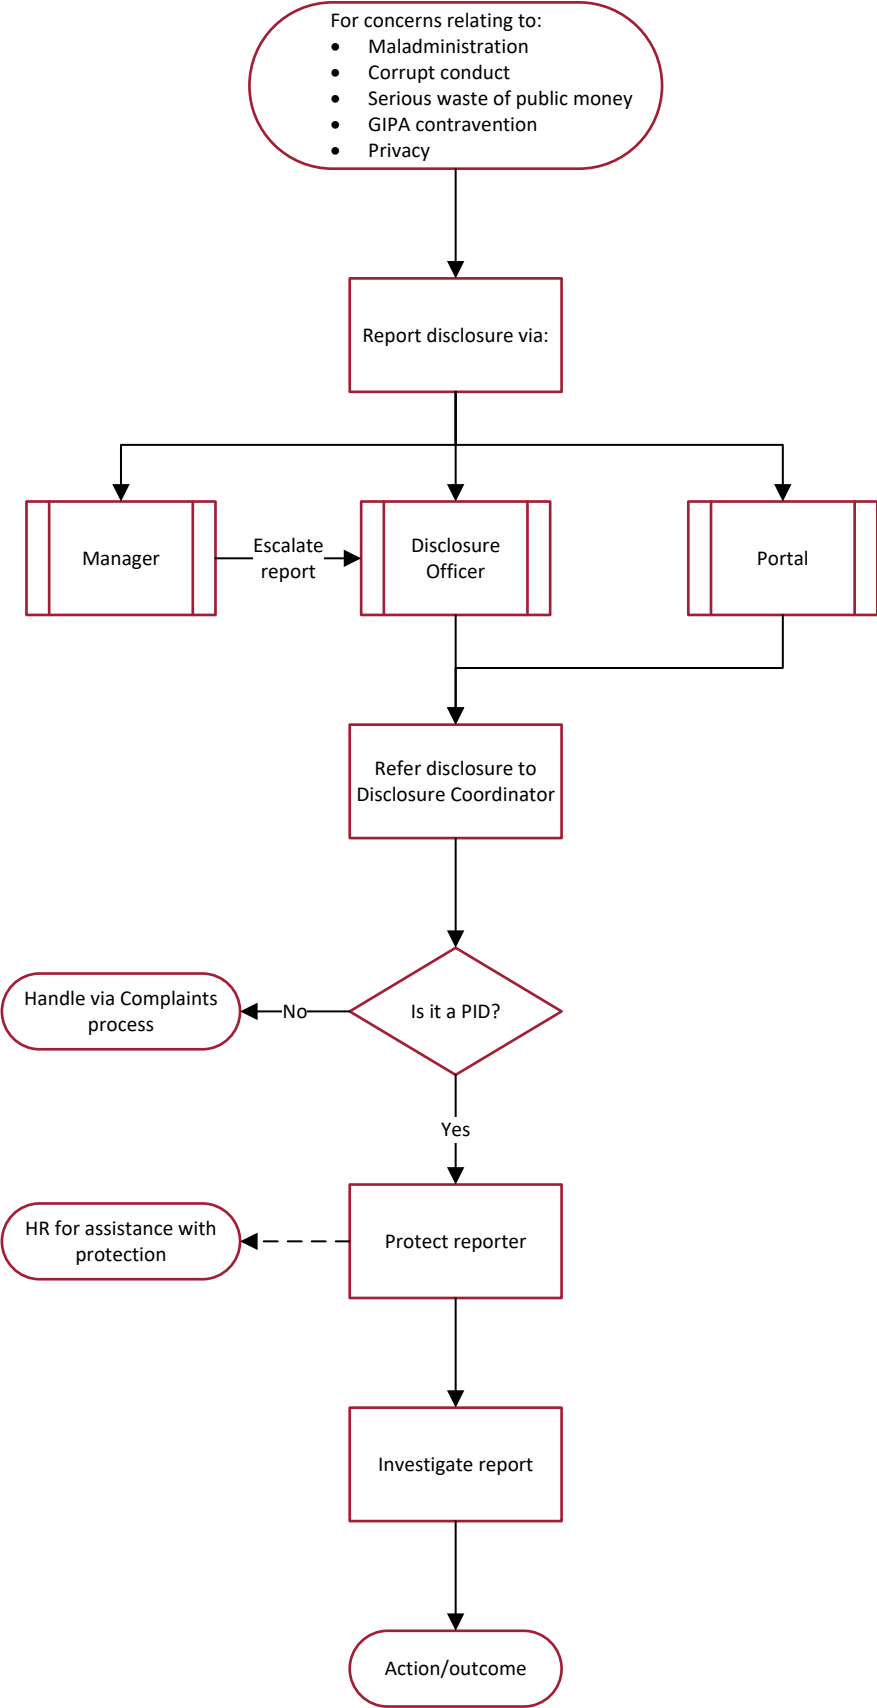 For concerns relating to:
• Maladministration
• Corrupt conduct
• Serious waste of public money
• GIPA contravention
• Privacy
Report disclosure via:
Manager
Escalate
report
Disclosure
Officer
Portal
Refer disclosure to
Disclosure Coordinator
Is it a PID?
No
Handle via Complaints
process
Yes
Protect reporter
HR for assistance with
protection
Investigate report
Action/outcome